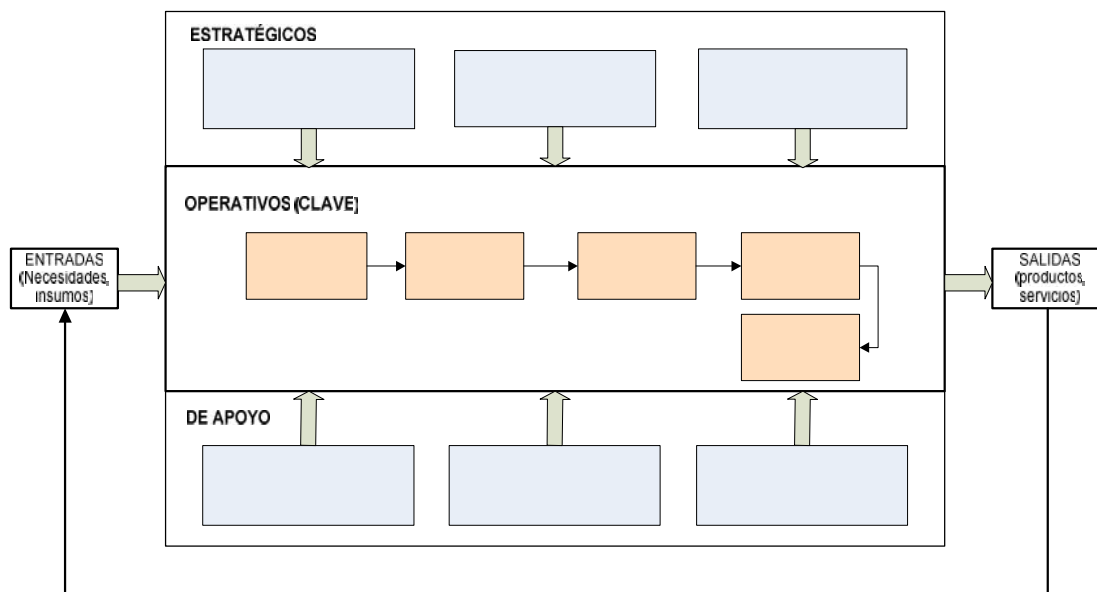 ESTRATÉGICOS
OPERATIVOS (CLAVE)
ENTRADAS
(Necesidades,
insumos)
SALIDAS
(productos,
servicios)
DE APOYO